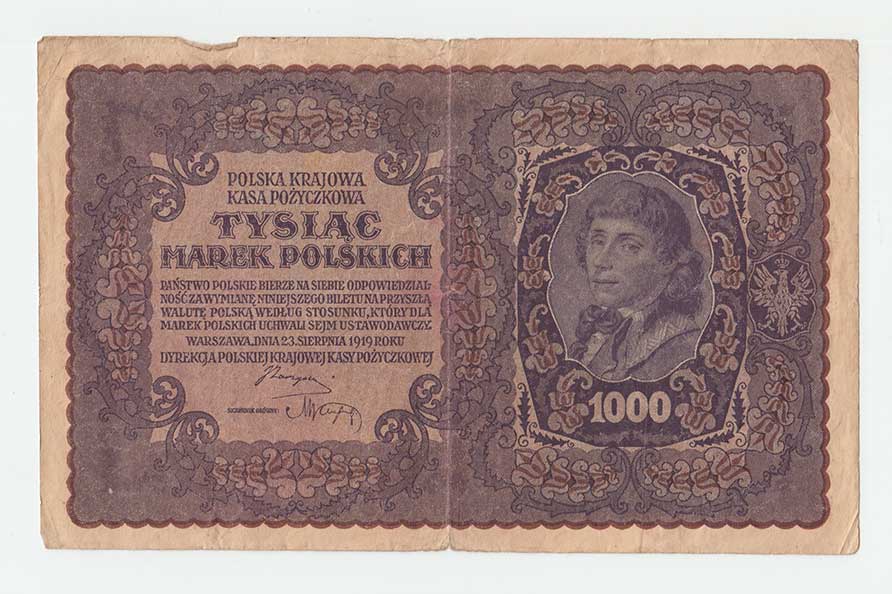 POLSKA KRAJOWA
KASA POŻYCZKOWA
TYSIĄC
MAREK POLSKICH
PAŃSTWO POLSKIE BIERZE NA SIEBIE ODPOWIEDZIAL
NOŚĆ ZA WYMIANĘ NINIEJSZEGO BILETU NA PRZYSZŁĄ
WALUTĘ POLSKĄ WEDŁUG STOSUNKU, KTÓRY DLA
MAREK POLSKICH UCHWALI SEJM USTAWODAWCZY.
WARSZAWA, DNIA 23. SIERPNIA 1919 ROKU
DYREKCJA POLSKIEJ KRAJOWEJ KASY POŻYCZKOWEJ
SKARBNIK GŁÓWNY:
1000